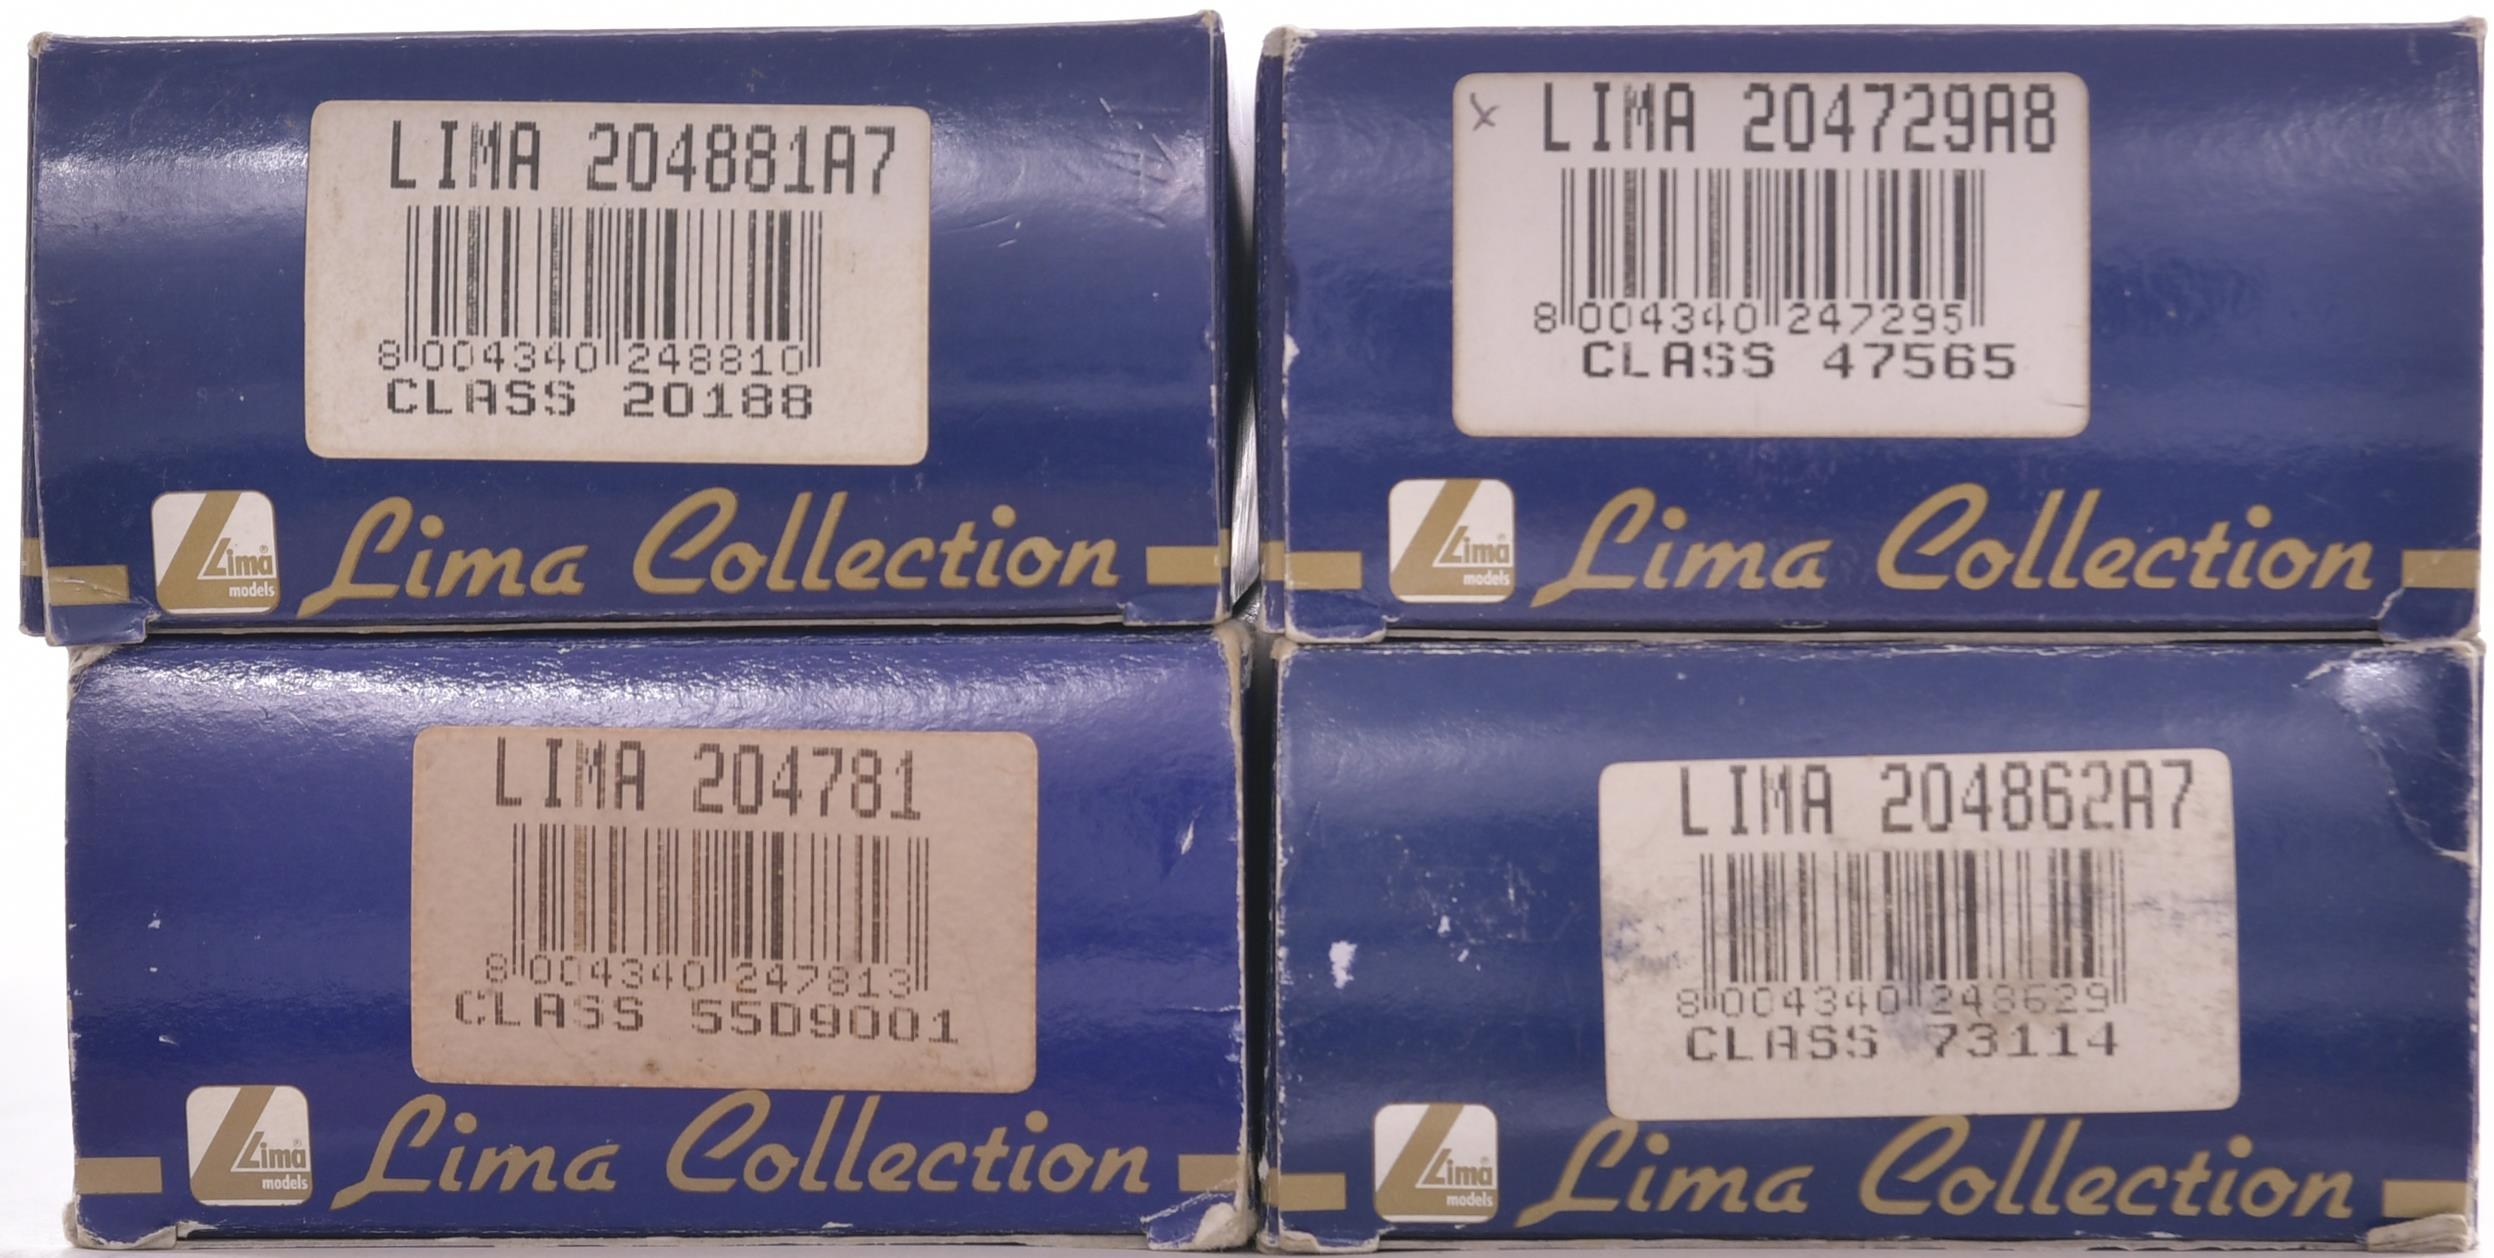 LIMA 204881A7
8 004340 248810
CLASS 20188
Lima®
models
Lima Collection
X LIMA 204729A8
8 004340 247295
CLASS 47565
Lima®
models
Lima Collection
LIMA 204781
8 004340 247813
CLASS 55D9001
Lima®
models
Lima Collection
LIMA 204862A7
8 004340 248629
CLASS 73114
Lima®
models
Lima Collection